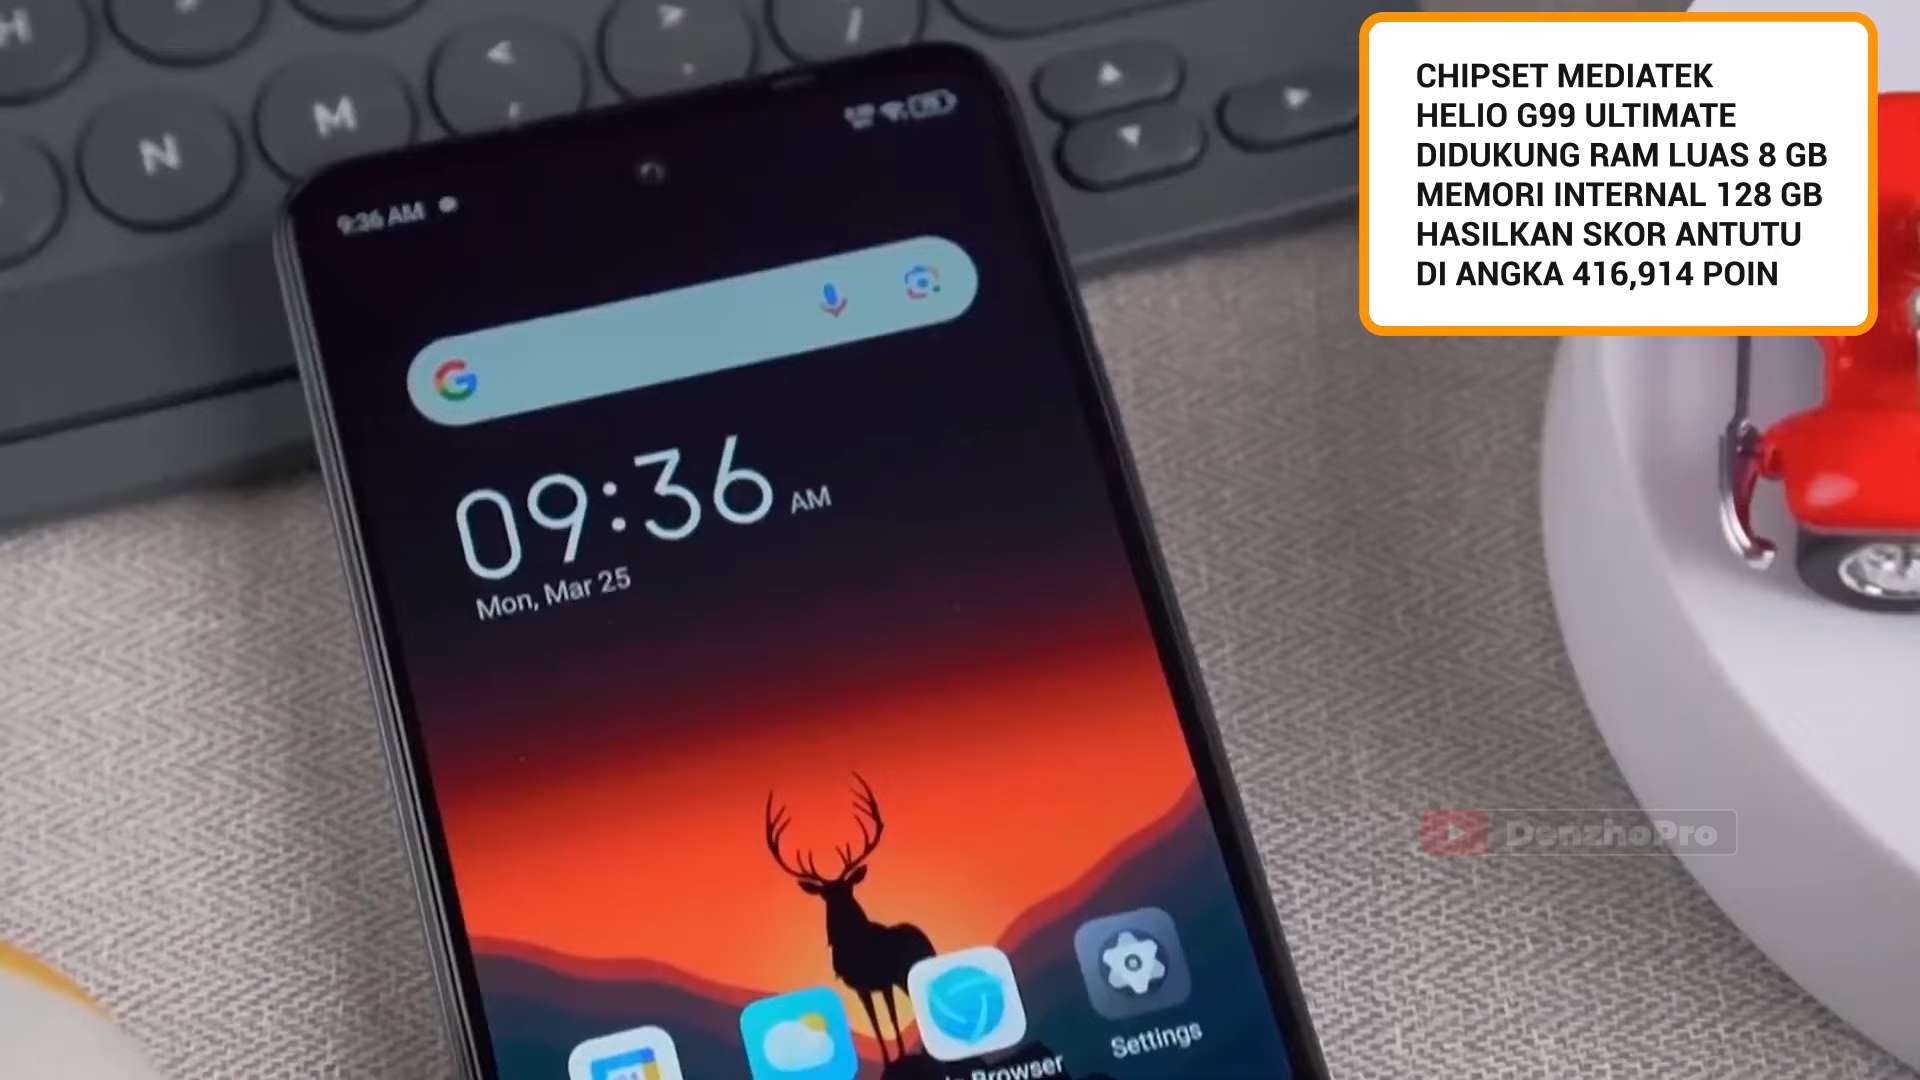 H
N
M
CHIPSET MEDIATEK
HELIO G99 ULTIMATE
DIDUKUNG RAM LUAS 8 GB
MEMORI INTERNAL 128 GB
HASILKAN SKOR ANTUTU
DI ANGKA 416,914 POIN
9:36 AM
G
09:36 AM
Mon, Mar 25
DenzhoPro
Settings
Browser